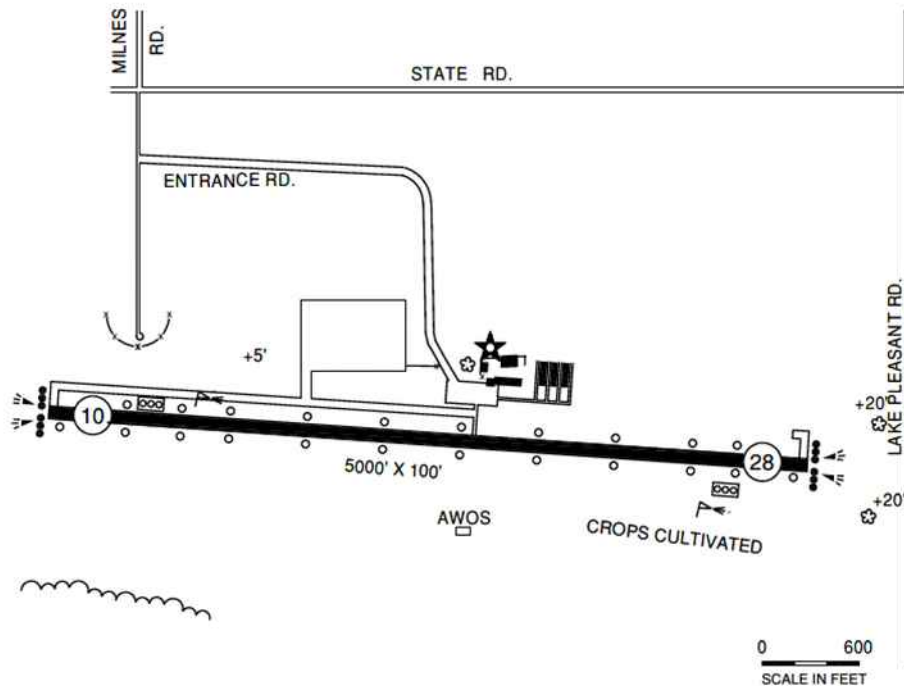 MILNES
RD.
STATE RD.
ENTRANCE RD.
LAKE PLEASANT RD.
+5'
+20'
10
28
5000' X 100'
+20'
AWOS
CROPS CULTIVATED
0 600
SCALE IN FEET